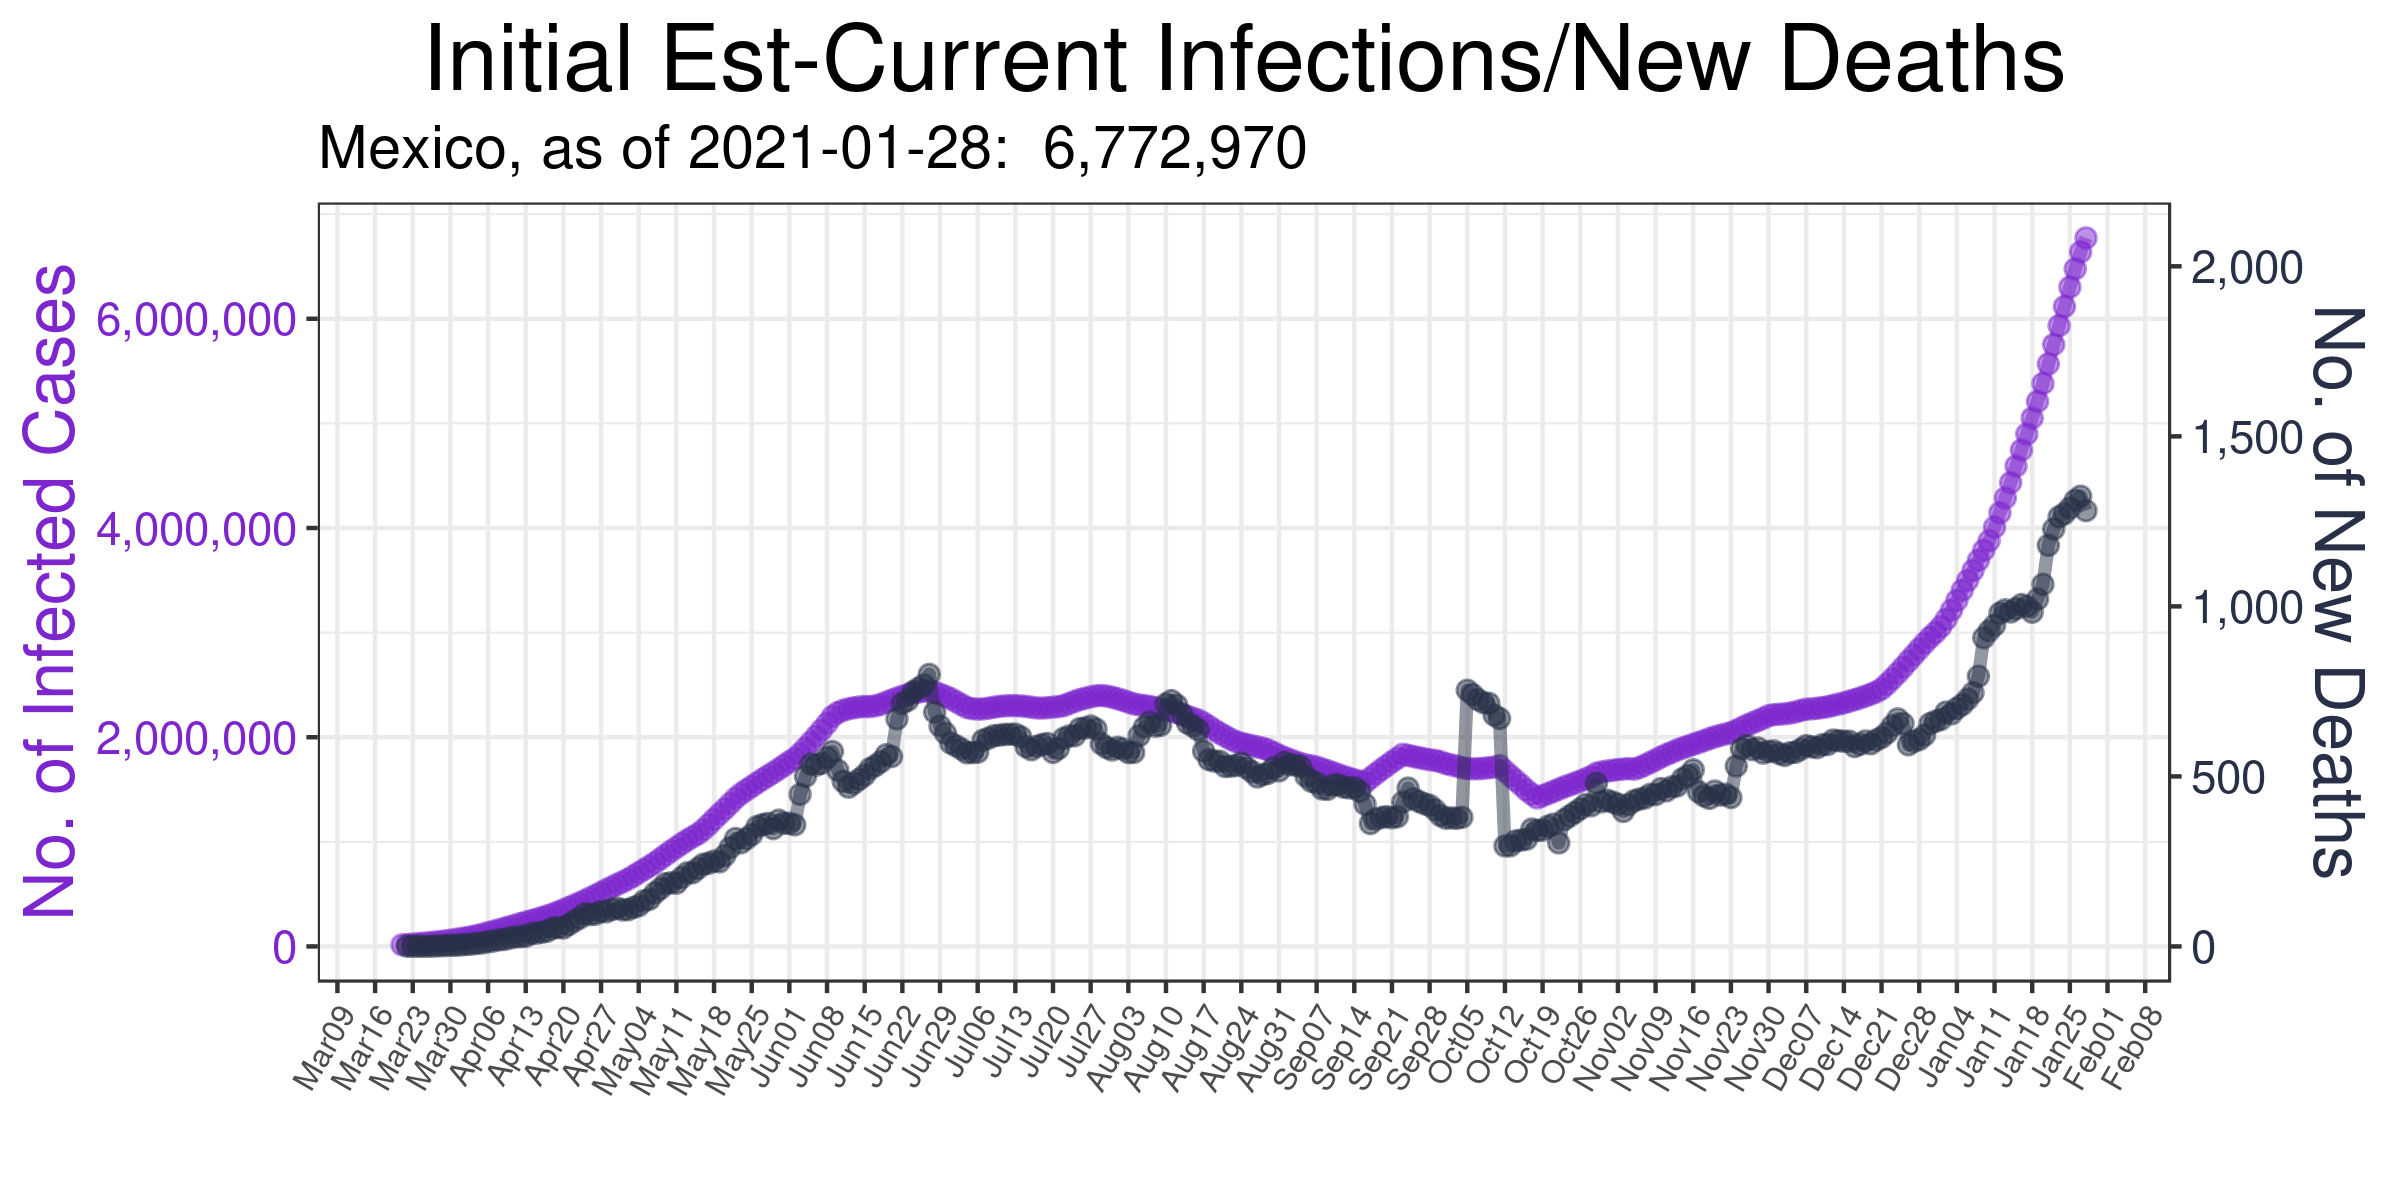 Initial Est-Current Infections/New Deaths
Mexico, as of 2021-01-28:  6,772,970
No. of Infected Cases
6,000,000
4,000,000
2,000,000
0
2,000
1,500
1,000
500
0
No. of New Deaths
Mar09
Mar16
Mar23
Mar30
Apr06
Apr13
Apr20
Apr27
May04
May11
May18
May25
Jun01
Jun08
Jun15
Jun22
Jun29
Jul06
Jul13
Jul20
Jul27
Aug03
Aug10
Aug17
Aug24
Aug31
Sep07
Sep14
Sep21
Sep28
Oct05
Oct12
Oct19
Oct26
Nov02
Nov09
Nov16
Nov23
Nov30
Dec07
Dec14
Dec21
Dec28
Jan04
Jan11
Jan18
Jan25
Feb01
Feb08